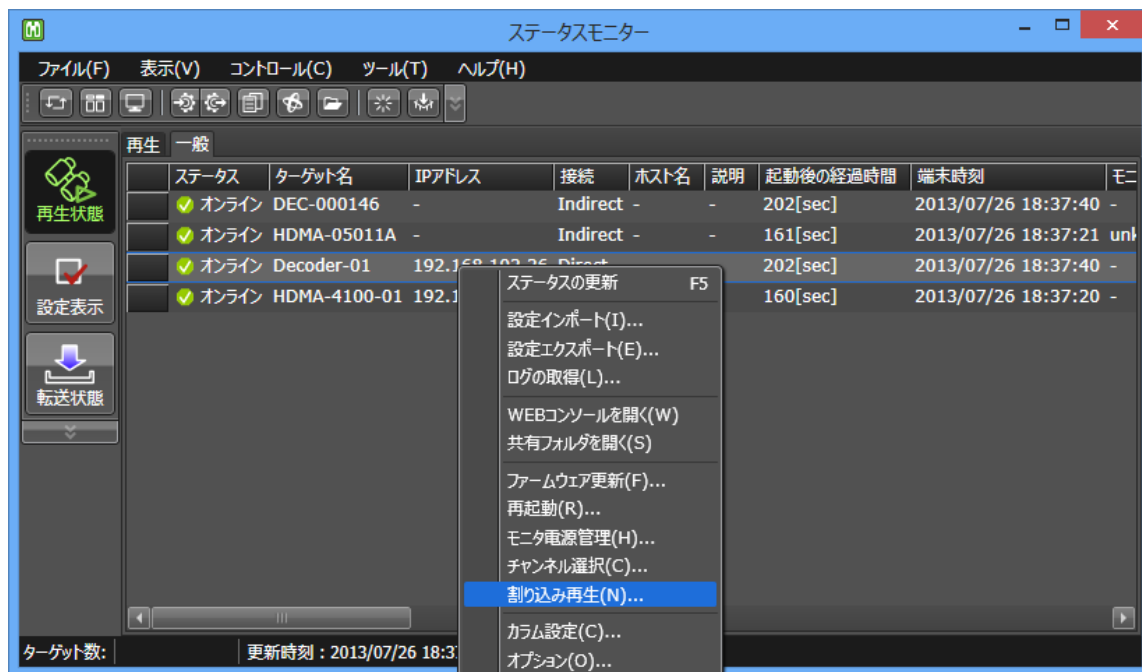 ステータスモニター
ファイル(F) 表示(V) コントロール(C) ツール(T) ヘルプ(H)
再生 一般
ステータス ターゲット名 IPアドレス 接続 ホスト名 説明 起動後の経過時間 端末時刻 モニ
オンライン DEC-000146 - Indirect - - 202[sec] 2013/07/26 18:37:40 -
オンライン HDMA-05011A - Indirect - - 161[sec] 2013/07/26 18:37:21 unk
オンライン Decoder-01 192.168.102.26 Direct 202[sec] 2013/07/26 18:37:40 -
オンライン HDMA-4100-01 192.1 160[sec] 2013/07/26 18:37:20 -
再生状態
設定表示
転送状態
ステータスの更新 F5
設定インポート(I)...
設定エクスポート(E)...
ログの取得(L)...
WEBコンソールを開く(W)
共有フォルダを開く(S)
ファームウェア更新(F)...
再起動(R)...
モニタ電源管理(H)...
チャンネル選択(C)...
割り込み再生(N)...
カラム設定(C)...
オプション(O)...
ターゲット数: 更新時刻 : 2013/07/26 18:3